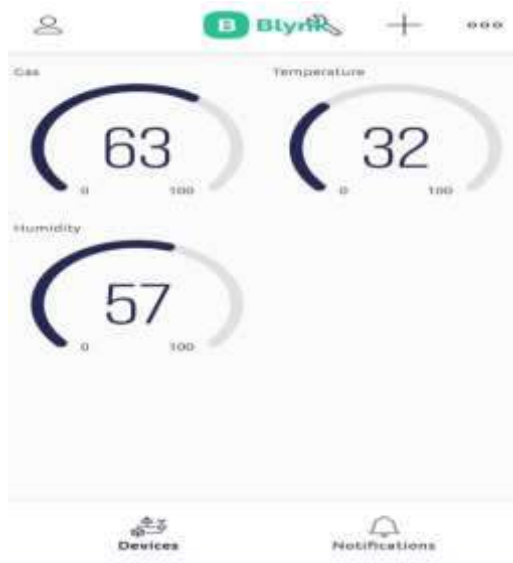 B Blynk
Gas
63
0 100
Temperature
32
0 100
Humidity
57
0 100
Devices
Notifications